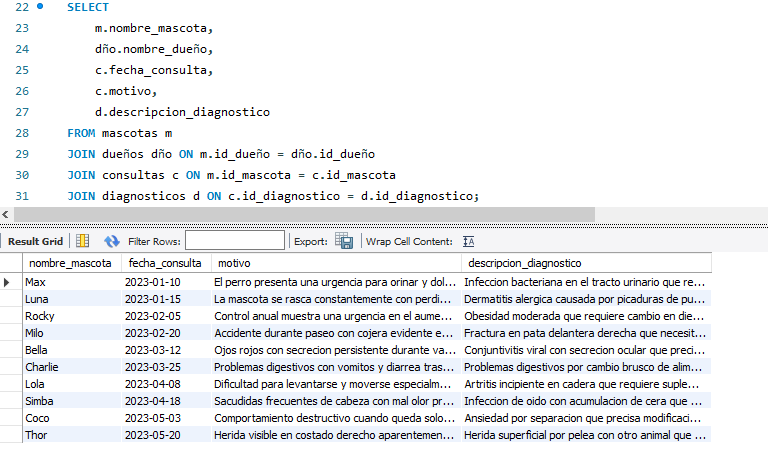 22 SELECT
23 m.nombre_mascota,
24 dño.nombre_dueño,
25 c.fecha_consulta,
26 c.motivo,
27 d.descripcion_diagnostico
28 FROM mascotas m
29 JOIN dueños dño ON m.id_dueño = dño.id_dueño
30 JOIN consultas c ON m.id_mascota = c.id_mascota
31 JOIN diagnosticos d ON c.id_diagnostico = d.id_diagnostico;
Result Grid Filter Rows: Export: Wrap Cell Content:
nombre_mascota fecha_consulta motivo descripcion_diagnostico
Max 2023-01-10 El perro presenta una urgencia para orinar y dol... Infeccion bacteriana en el tracto urinario que re...
Luna 2023-01-15 La mascota se rasca constantemente con perdi... Dermatitis alergica causada por picaduras de pu...
Rocky 2023-02-05 Control anual muestra una urgencia en el aume... Obesidad moderada que requiere cambio en die...
Milo 2023-02-20 Accidente durante paseo con cojera evidente e... Fractura en pata delantera derecha que necesit...
Bella 2023-03-12 Ojos rojos con secrecion persistente durante va... Conjuntivitis viral con secrecion ocular que preci...
Charlie 2023-03-25 Problemas digestivos con vomitos y diarrea tras... Problemas digestivos por cambio brusco de alim...
Lola 2023-04-08 Dificultad para levantarse y moverse especialm... Artritis incipiente en cadera que requiere suple...
Simba 2023-04-18 Sacudidas frecuentes de cabeza con mal olor pr... Infeccion de oido con acumulacion de cera que ...
Coco 2023-05-03 Comportamiento destructivo cuando queda solo... Ansiedad por separacion que precisa modificaci...
Thor 2023-05-20 Herida visible en costado derecho aparentemen... Herida superficial por pelea con otro animal que ...